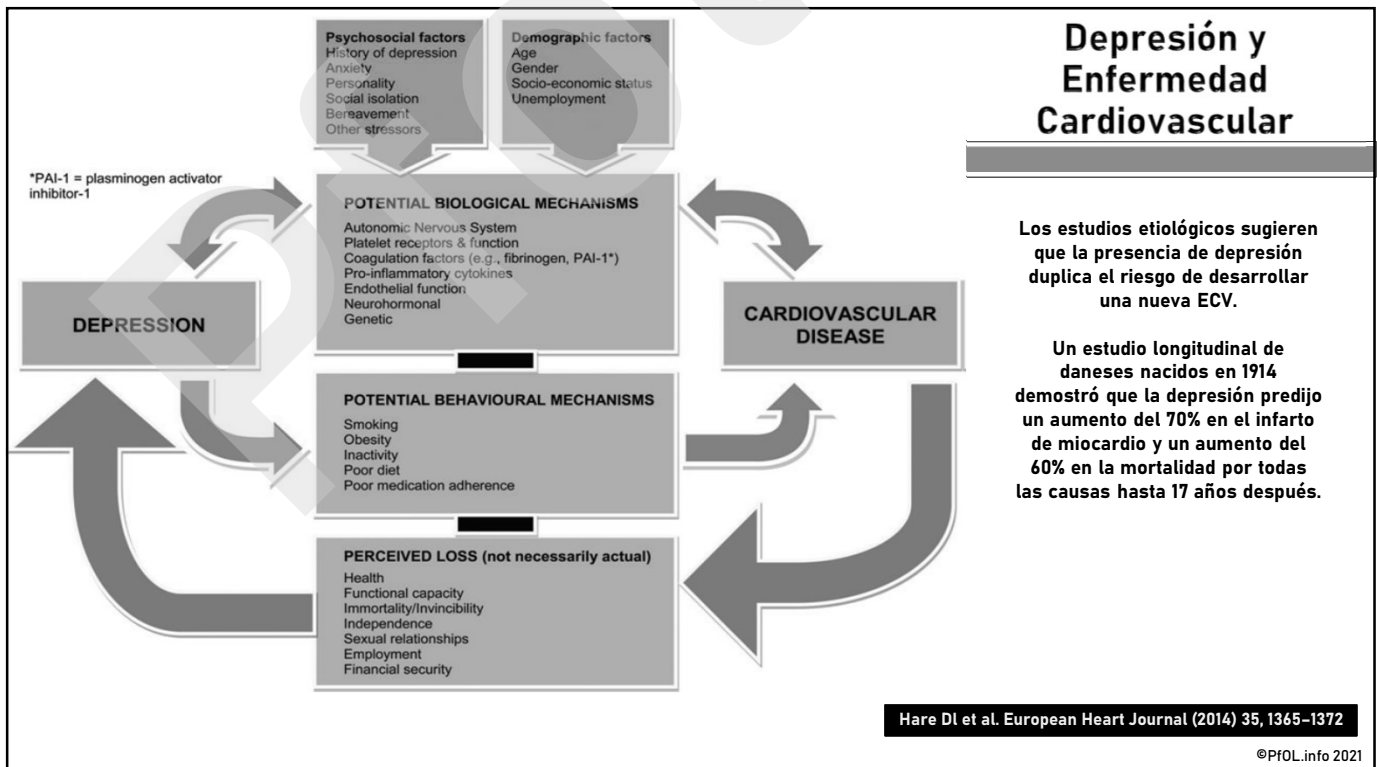 Depresión y
Enfermedad
Cardiovascular
Psychosocial factors
History of depression
Anxiety
Personality
Social isolation
Bereavement
Other stressors
Demographic factors
Age
Gender
Socio-economic status
Unemployment
*PAI-1 = plasminogen activator
inhibitor-1
POTENTIAL BIOLOGICAL MECHANISMS
Autonomic Nervous System
Platelet receptors & function
Coagulation factors (e.g., fibrinogen, PAI-1*)
Pro-inflammatory cytokines
Endothelial function
Neurohormonal
Genetic
DEPRESSION
CARDIOVASCULAR
DISEASE
POTENTIAL BEHAVIOURAL MECHANISMS
Smoking
Obesity
Inactivity
Poor diet
Poor medication adherence
PERCEIVED LOSS (not necessarily actual)
Health
Functional capacity
Immortality/Invincibility
Independence
Sexual relationships
Employment
Financial security
Los estudios etiológicos sugieren
que la presencia de depresión
duplica el riesgo de desarrollar
una nueva ECV.
Un estudio longitudinal de
daneses nacidos en 1914
demostró que la depresión predijo
un aumento del 70% en el infarto
de miocardio y un aumento del
60% en la mortalidad por todas
las causas hasta 17 años después.
Hare Dl et al. European Heart Journal (2014) 35, 1365–1372
©PfOL.info 2021